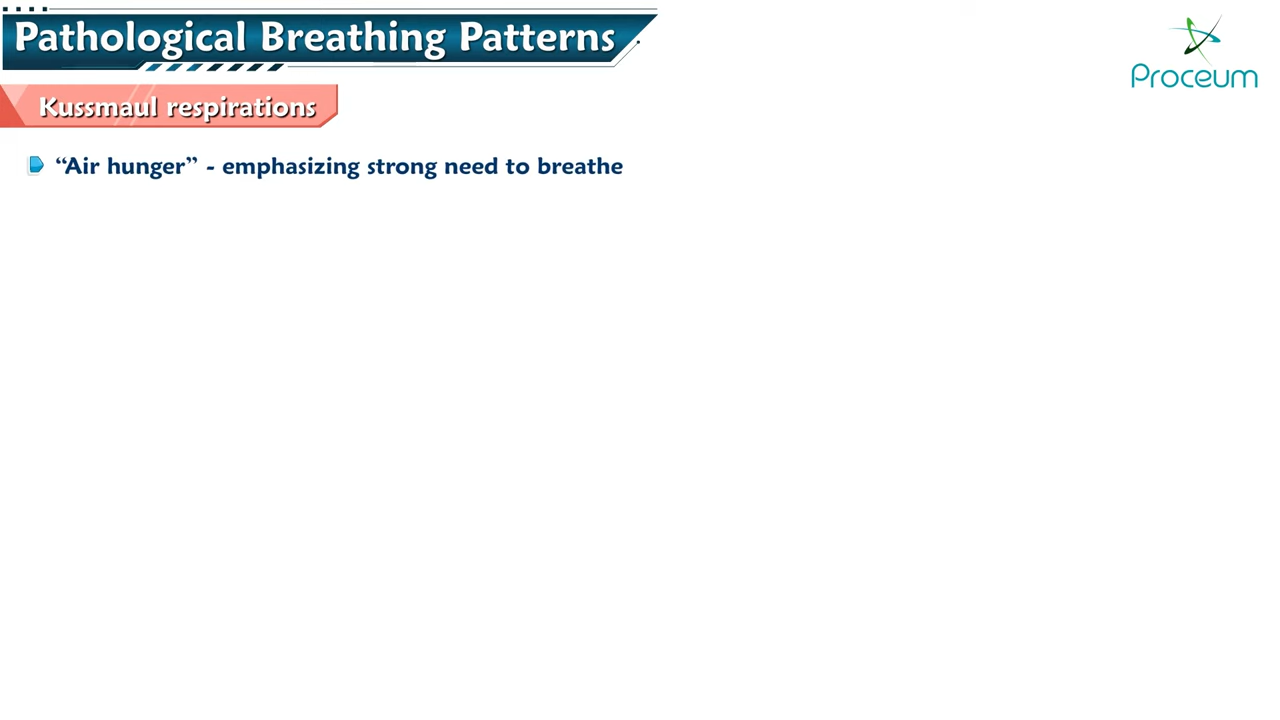 Pathological Breathing Patterns
Proceum
Kussmaul respirations
“Air hunger” - emphasizing strong need to breathe